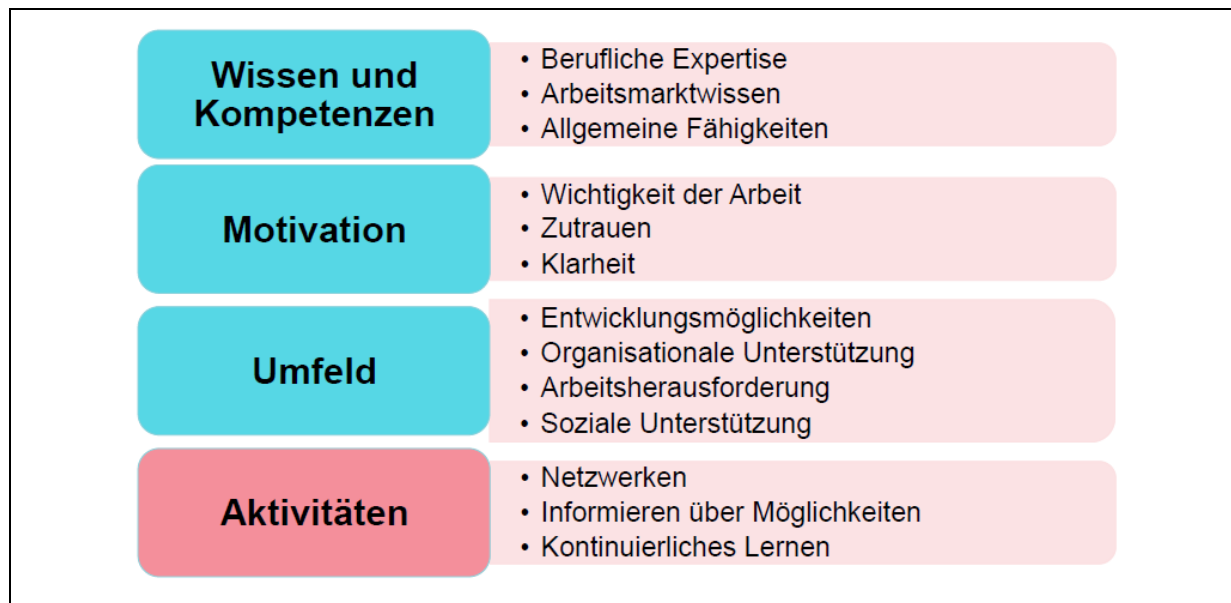 Wissen und
Kompetenzen
• Berufliche Expertise
• Arbeitsmarktwissen
• Allgemeine Fähigkeiten
Motivation
• Wichtigkeit der Arbeit
• Zutrauen
• Klarheit
Umfeld
• Entwicklungsmöglichkeiten
• Organisationale Unterstützung
• Arbeitsherausforderung
• Soziale Unterstützung
Aktivitäten
• Netzwerken
• Informieren über Möglichkeiten
• Kontinuierliches Lernen